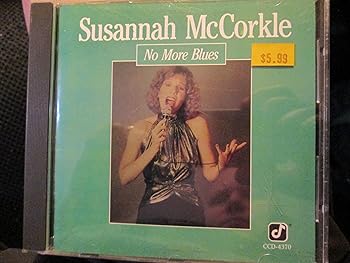 Susannah McCorkle
No More Blues
$5.99
CCD-4370